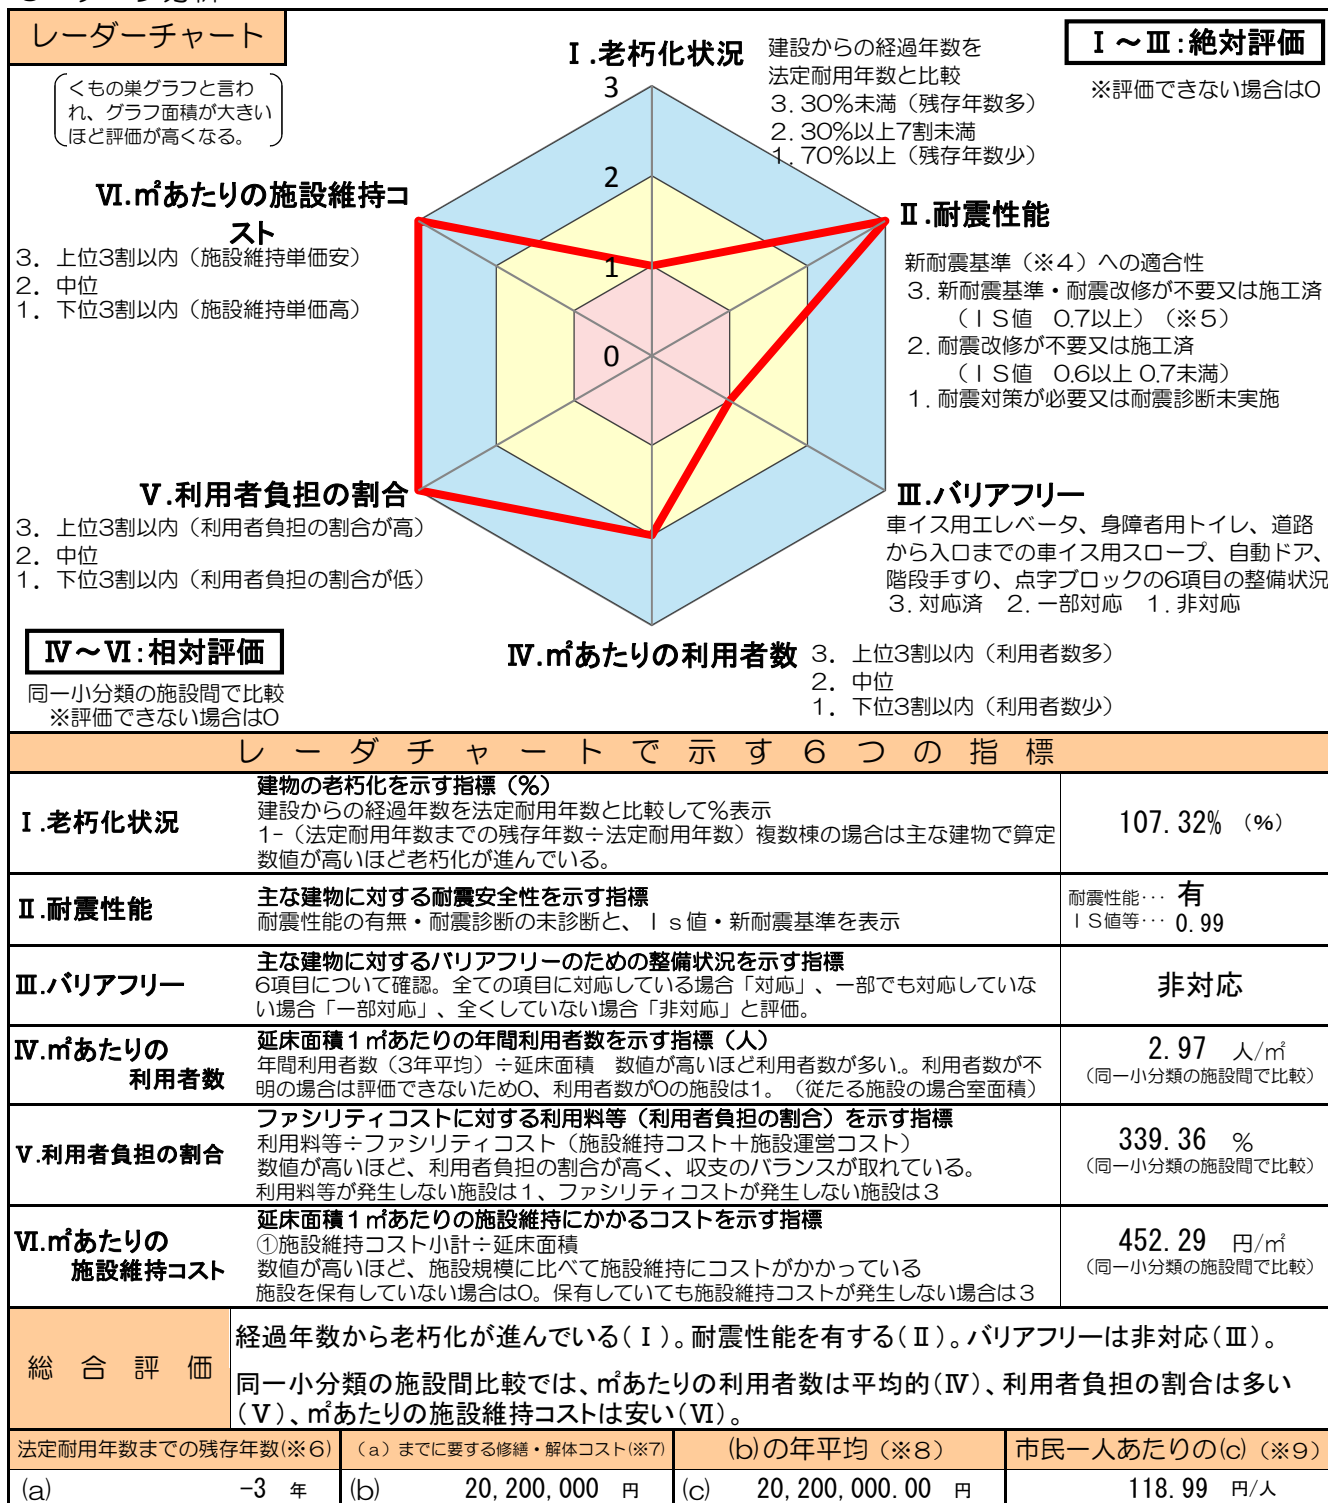 レーダーチャート
くもの巣グラフと言わ
れ、グラフ面積が大きい
ほど評価が高くなる。
Ⅰ.老朽化状況
建設からの経過年数を
法定耐用年数と比較
3.30%未満（残存年数多）
2.30%以上7割未満
1.70%以上（残存年数少）
Ⅰ～Ⅲ:絶対評価
※評価できない場合は0
3
2
1
0
Ⅱ.耐震性能
新耐震基準（※4）への適合性
3.新耐震基準・耐震改修が不要又は施工済
（ＩＳ値　0.7以上）（※5）
2.耐震改修が不要又は施工済
（ＩＳ値　0.6以上 0.7未満）
1.耐震対策が必要又は耐震診断未実施
Ⅲ.バリアフリー
車イス用エレベータ、身障者用トイレ、道路
から入口までの車イス用スロープ、自動ドア、
階段手すり、点字ブロックの6項目の整備状況
3.対応済　2.一部対応　1.非対応
Ⅳ.㎡あたりの利用者数
3．上位3割以内（利用者数多）
2．中位
1．下位3割以内（利用者数少）
Ⅵ.㎡あたりの施設維持コ
スト
3．上位3割以内（施設維持単価安）
2．中位
1．下位3割以内（施設維持単価高）
Ⅴ.利用者負担の割合
3．上位3割以内（利用者負担の割合が高）
2．中位
1．下位3割以内（利用者負担の割合が低）
Ⅳ～Ⅵ:相対評価
同一小分類の施設間で比較
※評価できない場合は0
レーダチャートで示す６つの指標
Ⅰ.老朽化状況
建物の老朽化を示す指標（%）
建設からの経過年数を法定耐用年数と比較して%表示
1-（法定耐用年数までの残存年数÷法定耐用年数）複数棟の場合は主な建物で算定
数値が高いほど老朽化が進んでいる。
107.32%　（%）
Ⅱ.耐震性能
主な建物に対する耐震安全性を示す指標
耐震性能の有無・耐震診断の未診断と、Ｉｓ値・新耐震基準を表示
耐震性能… 有
ＩＳ値等… 0.99
Ⅲ.バリアフリー
主な建物に対するバリアフリーのための整備状況を示す指標
6項目について確認。全ての項目に対応している場合「対応」、一部でも対応していな
い場合「一部対応」、全くしていない場合「非対応」と評価。
非対応
Ⅳ.㎡あたりの
利用者数
延床面積１㎡あたりの年間利用者数を示す指標（人）
年間利用者数（3年平均）÷延床面積　数値が高いほど利用者数が多い。利用者数が不
明の場合は評価できないため0、利用者数が0の施設は1。（従たる施設の場合室面積）
2.97　人/㎡
（同一小分類の施設間で比較）
Ⅴ.利用者負担の割合
ファシリティコストに対する利用料等（利用者負担の割合）を示す指標
利用料等÷ファシリティコスト（施設維持コスト＋施設運営コスト）
数値が高いほど、利用者負担の割合が高く、収支のバランスが取れている。
利用料等が発生しない施設は１、ファシリティコストが発生しない施設は３
339.36　%
（同一小分類の施設間で比較）
Ⅵ.㎡あたりの
施設維持コスト
延床面積１㎡あたりの施設維持にかかるコストを示す指標
①施設維持コスト小計÷延床面積
数値が高いほど、施設規模に比べて施設維持にコストがかかっている
施設を保有していない場合は0。保有していても施設維持コストが発生しない場合は３
452.29　円/㎡
（同一小分類の施設間で比較）
総合評価
経過年数から老朽化が進んでいる(Ⅰ)。耐震性能を有する(Ⅱ)。バリアフリーは非対応(Ⅲ)。
同一小分類の施設間比較では、㎡あたりの利用者数は平均的(Ⅳ)、利用者負担の割合は多い
(Ⅴ)、㎡あたりの施設維持コストは安い(Ⅵ)。
法定耐用年数までの残存年数(※6)
（a）までに要する修繕・解体コスト(※7)
(b)の年平均（※8）
市民一人あたりの(c)（※9）
(a)　-3　年
(b)　20,200,000　円
(c)　20,200,000.00　円
118.99　円/人